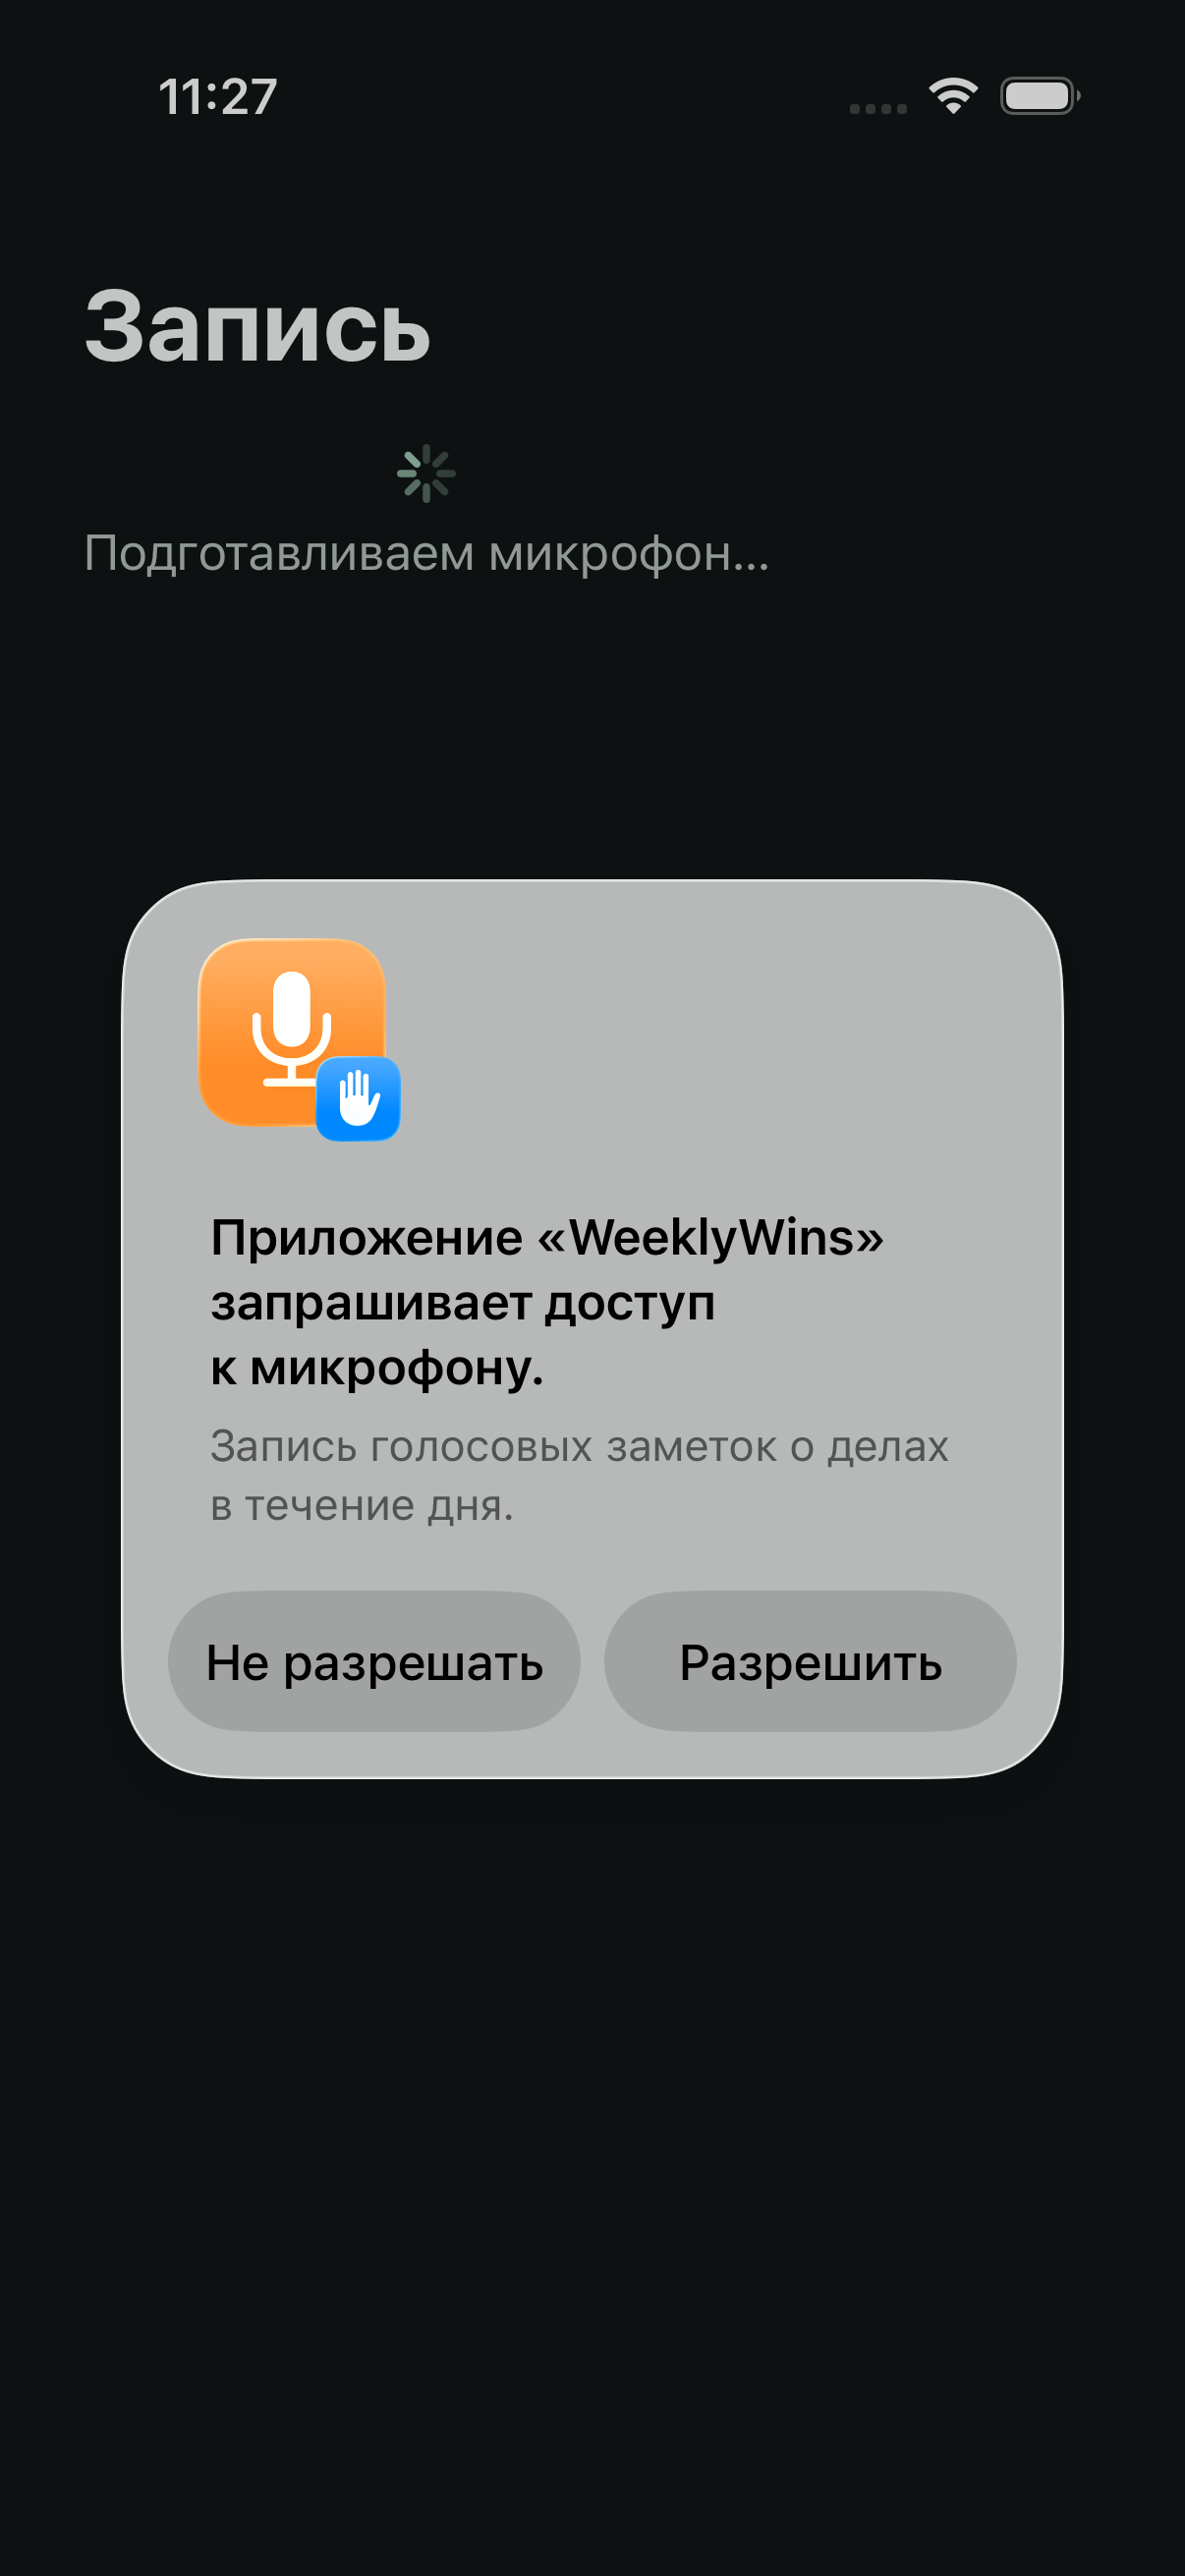 11:27
Запись
Подготавливаем микрофон...
Приложение «WeeklyWins»
запрашивает доступ
к микрофону.
Запись голосовых заметок о делах
в течение дня.
Не разрешать
Разрешить